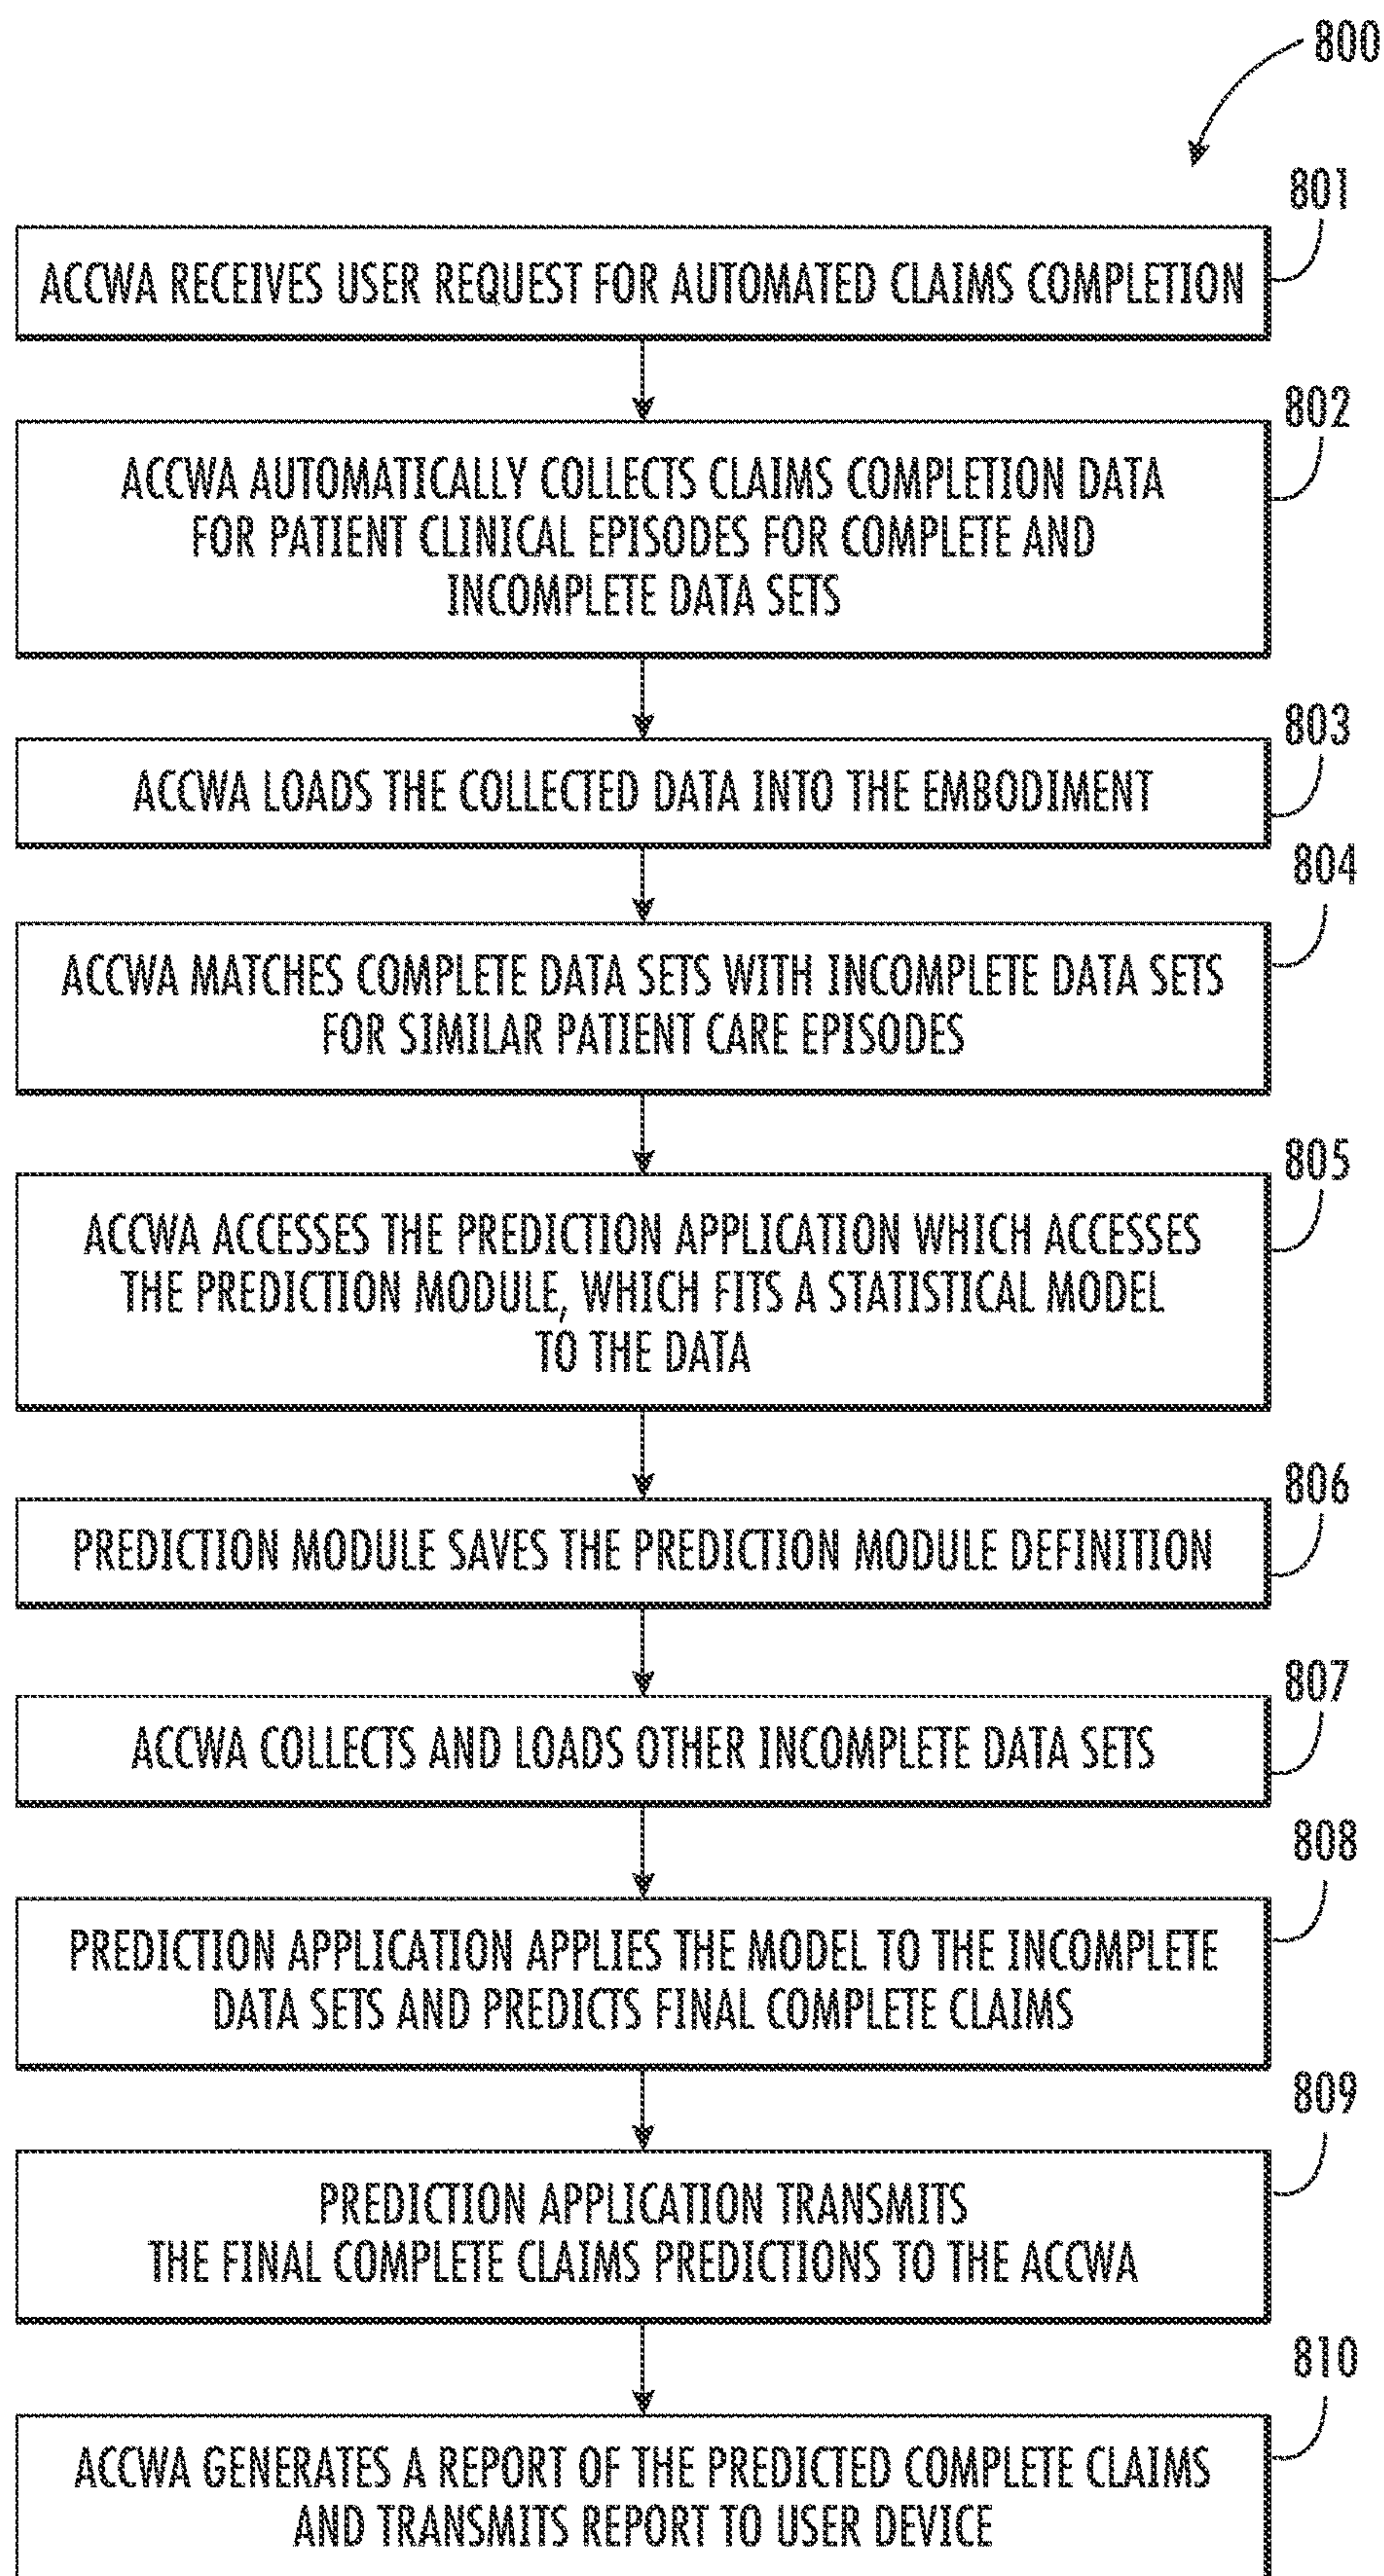 800
801
ACCWA RECEIVES USER REQUEST FOR AUTOMATED CLAIMS COMPLETION
802
ACCWA AUTOMATICALLY COLLECTS CLAIMS COMPLETION DATA
FOR PATIENT CLINICAL EPISODES FOR COMPLETE AND
INCOMPLETE DATA SETS
803
ACCWA LOADS THE COLLECTED DATA INTO THE EMBODIMENT
804
ACCWA MATCHES COMPLETE DATA SETS WITH INCOMPLETE DATA SETS
FOR SIMILAR PATIENT CARE EPISODES
805
ACCWA ACCESSES THE PREDICTION APPLICATION WHICH ACCESSES
THE PREDICTION MODULE, WHICH FITS A STATISTICAL MODEL
TO THE DATA
806
PREDICTION MODULE SAVES THE PREDICTION MODULE DEFINITION
807
ACCWA COLLECTS AND LOADS OTHER INCOMPLETE DATA SETS
808
PREDICTION APPLICATION APPLIES THE MODEL TO THE INCOMPLETE
DATA SETS AND PREDICTS FINAL COMPLETE CLAIMS
809
PREDICTION APPLICATION TRANSMITS
THE FINAL COMPLETE CLAIMS PREDICTIONS TO THE ACCWA
810
ACCWA GENERATES A REPORT OF THE PREDICTED COMPLETE CLAIMS
AND TRANSMITS REPORT TO USER DEVICE